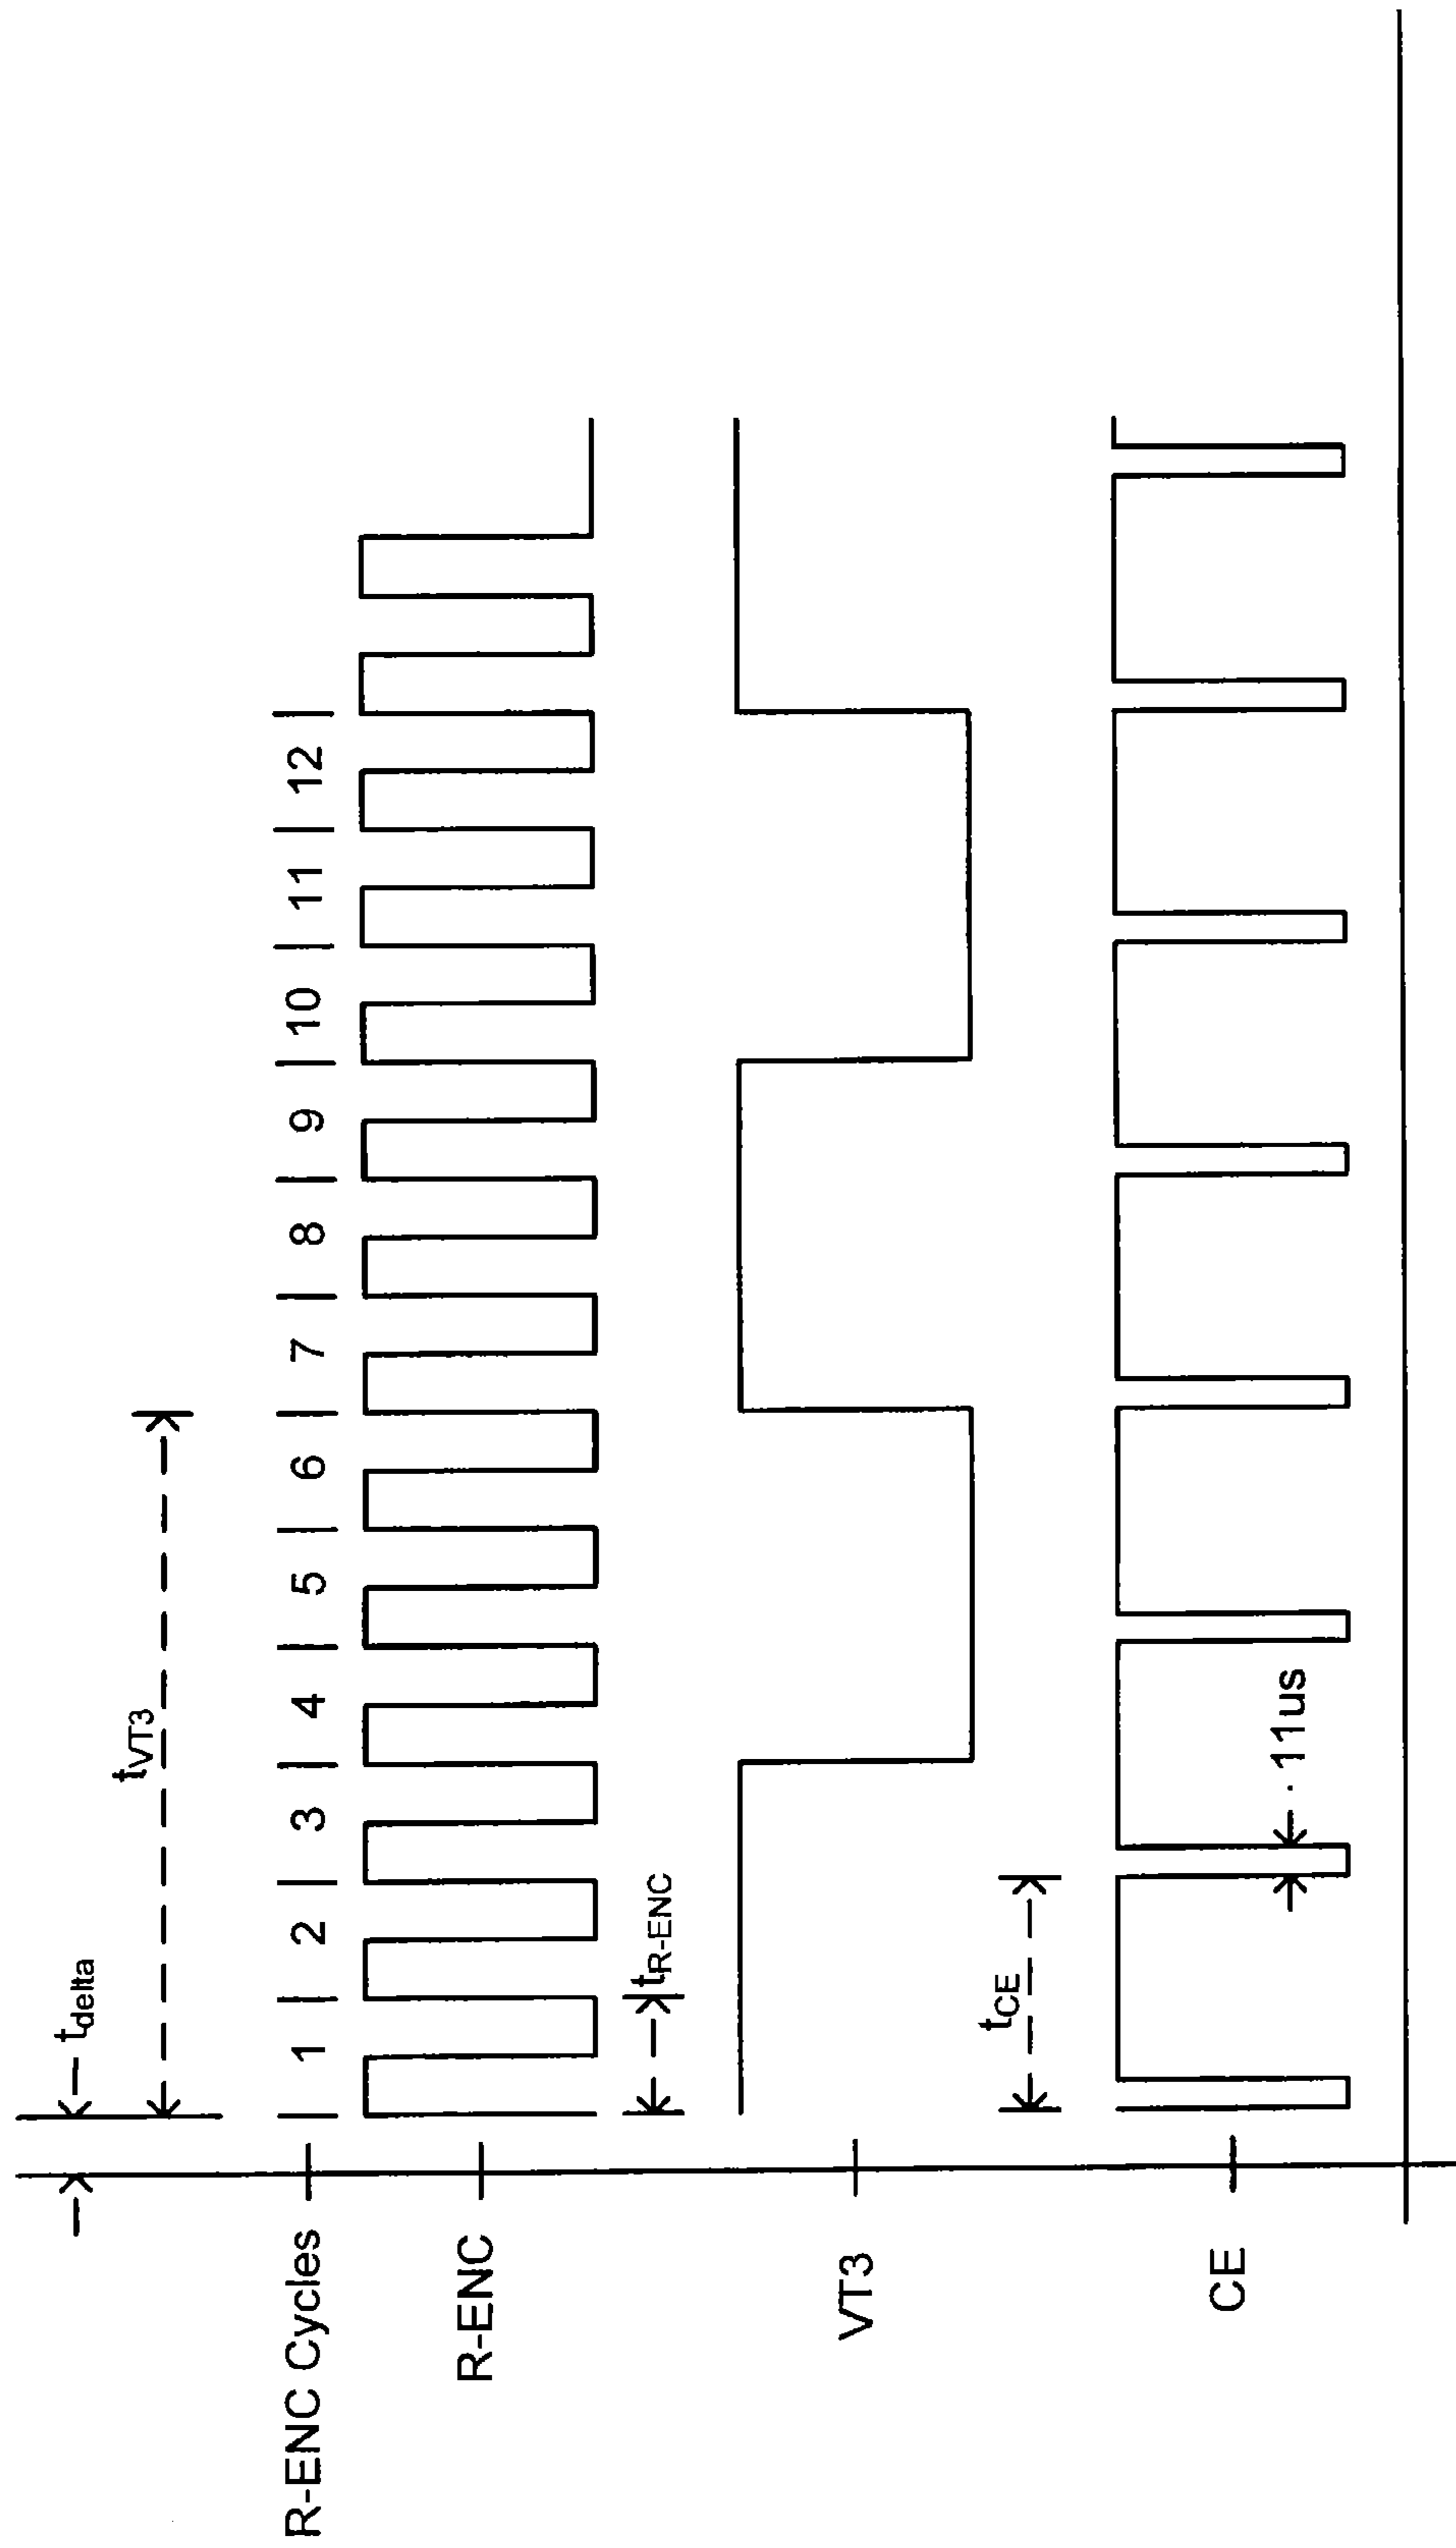 t_delta
t_VT3
R-ENC Cycles 1 2 3 4 5 6 7 8 9 10 11 12
R-ENC
t_R-ENC
VT3
t_CE
CE
11us